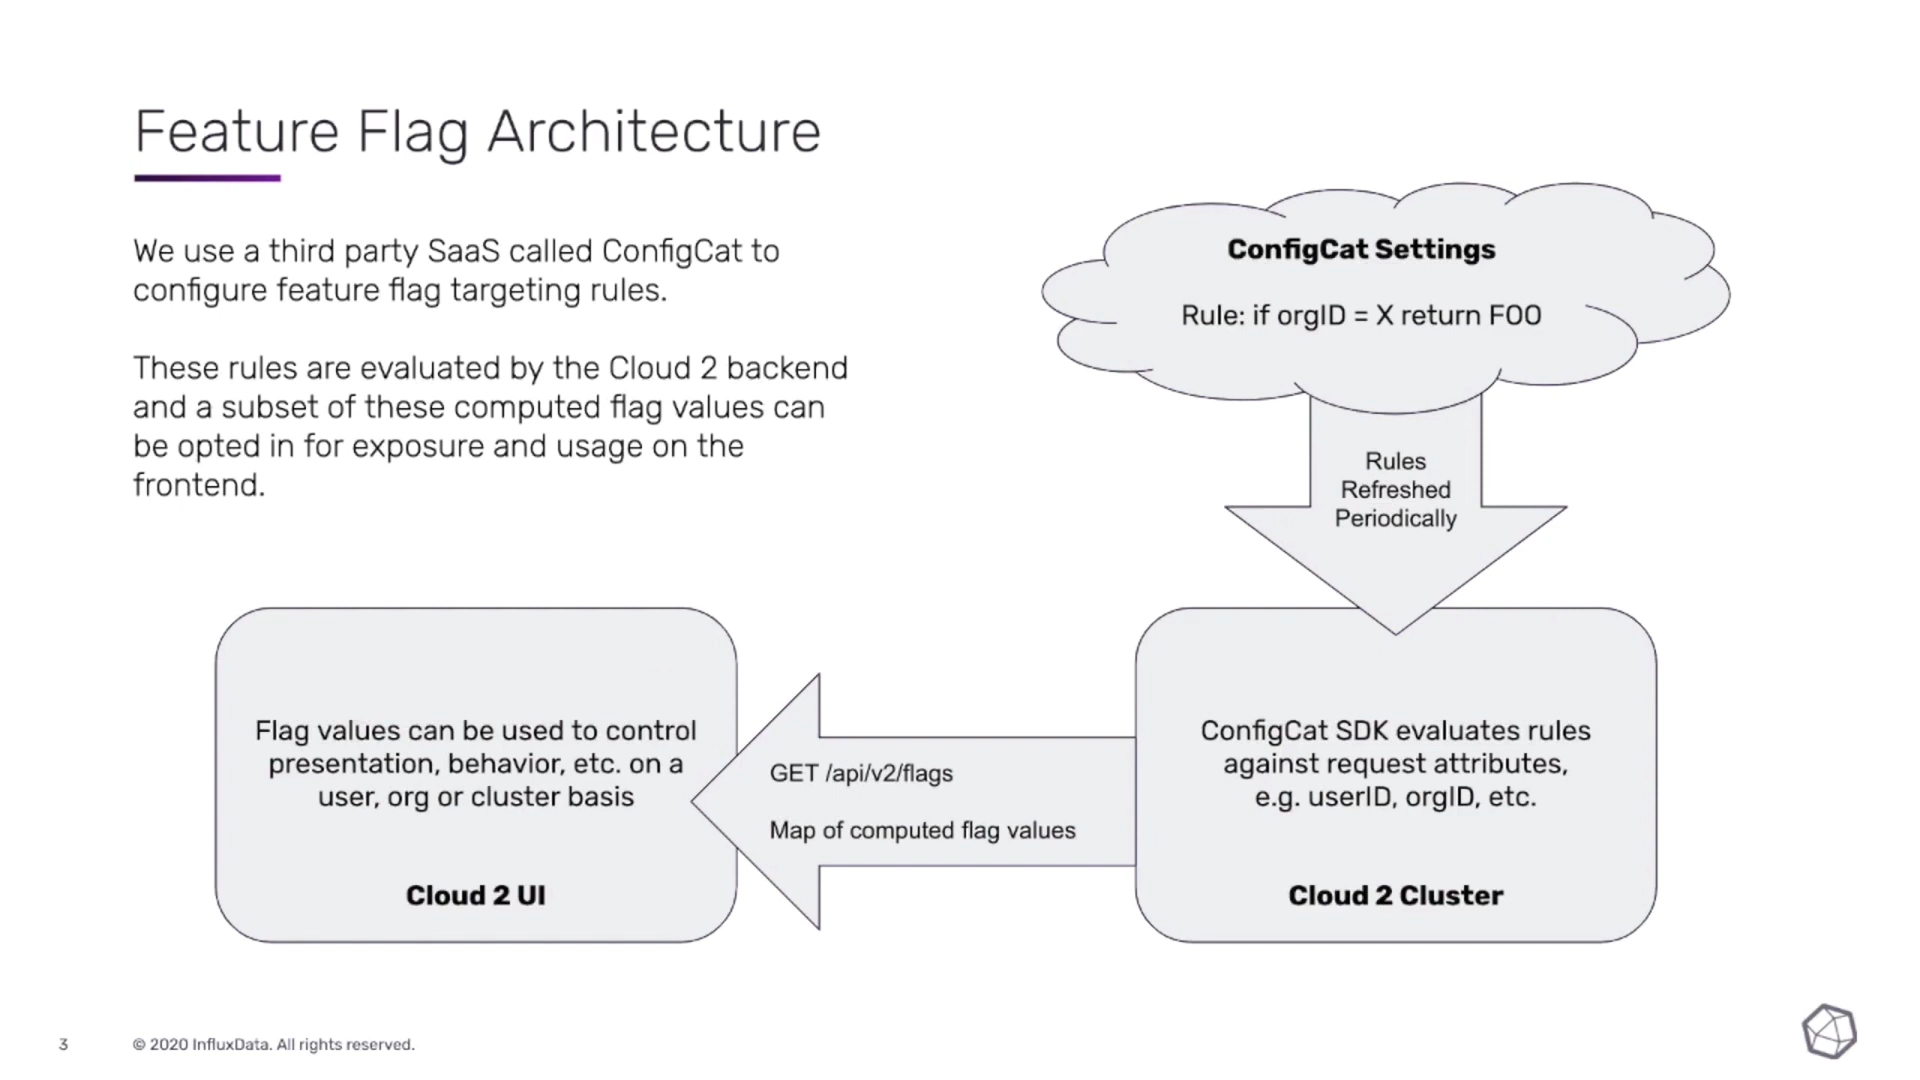 Feature Flag Architecture
We use a third party SaaS called ConfigCat to
configure feature flag targeting rules.
These rules are evaluated by the Cloud 2 backend
and a subset of these computed flag values can
be opted in for exposure and usage on the
frontend.
ConfigCat Settings
Rule: if orgID = X return FOO
Rules
Refreshed
Periodically
Flag values can be used to control
presentation, behavior, etc. on a
user, org or cluster basis
Cloud 2 UI
GET /api/v2/flags
Map of computed flag values
ConfigCat SDK evaluates rules
against request attributes,
e.g. userID, orgID, etc.
Cloud 2 Cluster
3
© 2020 InfluxData. All rights reserved.